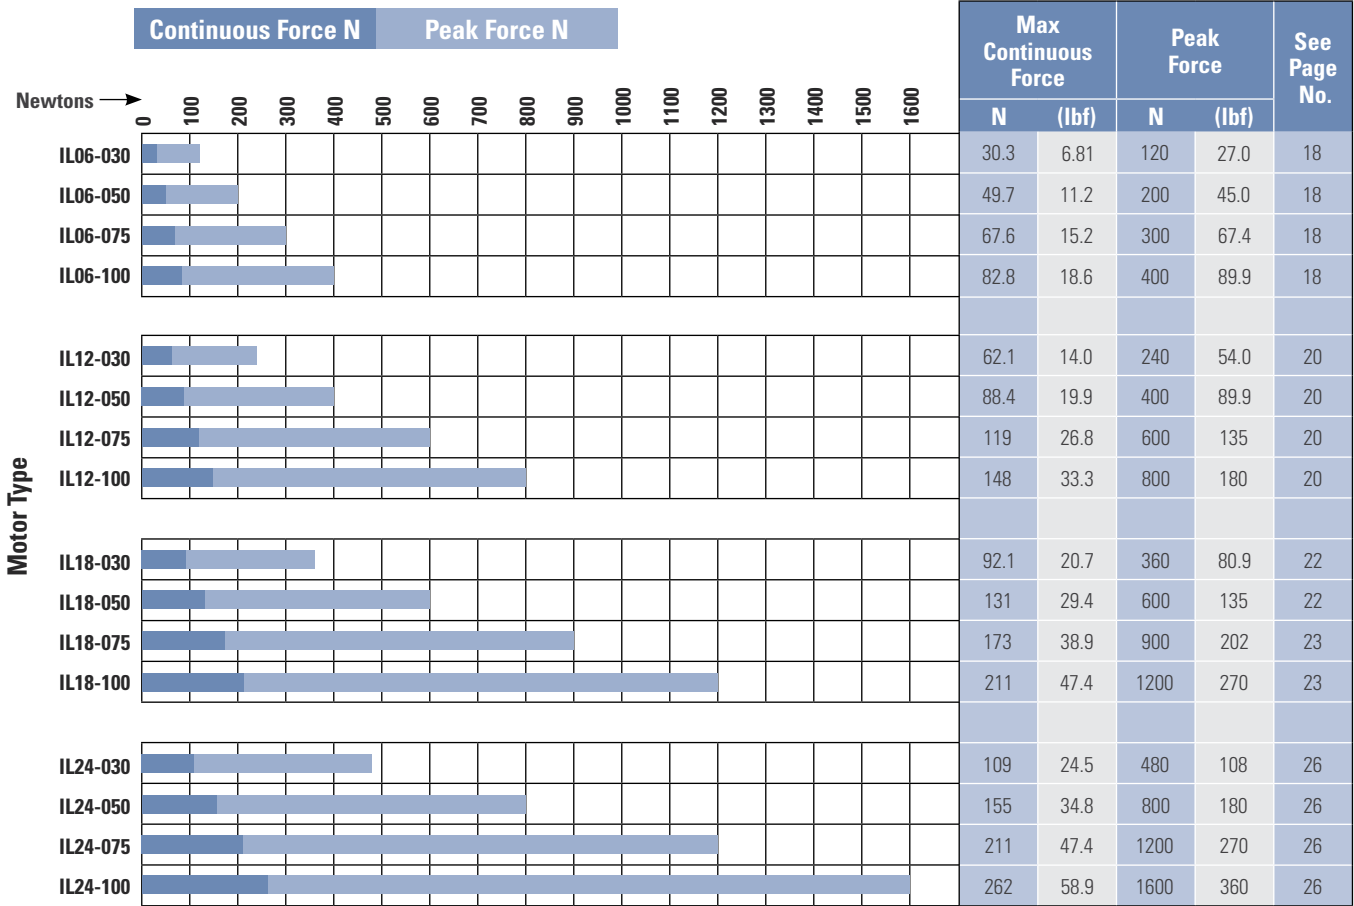 Continuous Force N Peak Force N
Max Continuous Force
Peak Force
See Page No.
N (lbf) N (lbf)
Newtons
0 100 200 300 400 500 600 700 800 900 1000 1100 1200 1300 1400 1500 1600
Motor Type
IL06-030 30.3 6.81 120 27.0 18
IL06-050 49.7 11.2 200 45.0 18
IL06-075 67.6 15.2 300 67.4 18
IL06-100 82.8 18.6 400 89.9 18
IL12-030 62.1 14.0 240 54.0 20
IL12-050 88.4 19.9 400 89.9 20
IL12-075 119 26.8 600 135 20
IL12-100 148 33.3 800 180 20
IL18-030 92.1 20.7 360 80.9 22
IL18-050 131 29.4 600 135 22
IL18-075 173 38.9 900 202 23
IL18-100 211 47.4 1200 270 23
IL24-030 109 24.5 480 108 26
IL24-050 155 34.8 800 180 26
IL24-075 211 47.4 1200 270 26
IL24-100 262 58.9 1600 360 26